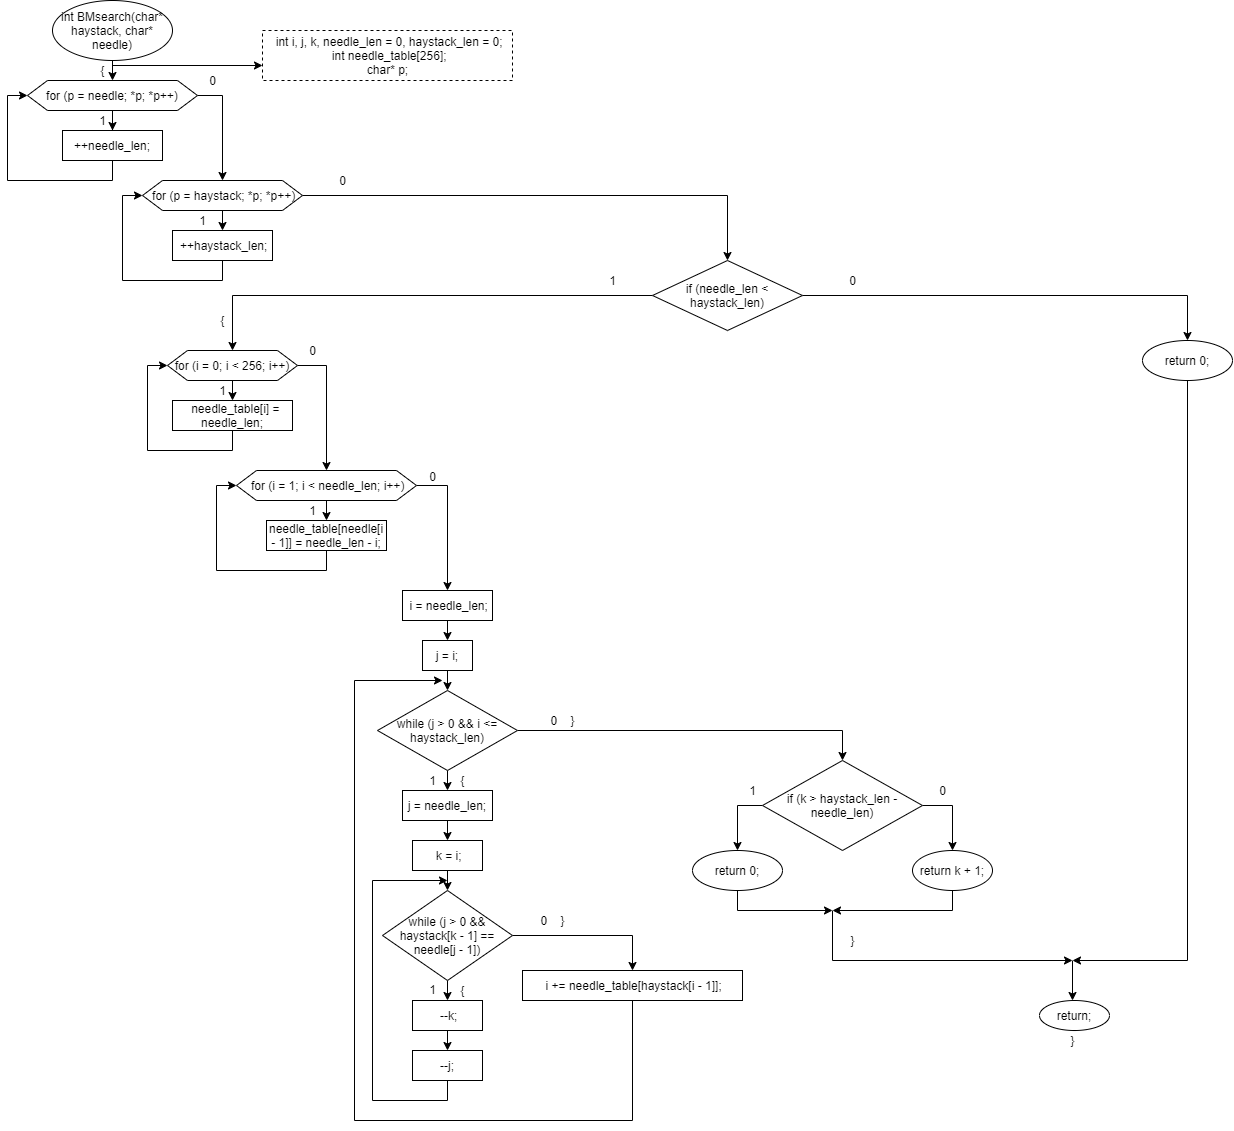 int BMsearch(char*
haystack, char*
needle)
int i, j, k, needle_len = 0, haystack_len = 0;
int needle_table[256];
char* p;
{
0
for (p = needle; *p; *p++)
1
++needle_len;
0
for (p = haystack; *p; *p++)
1
++haystack_len;
1
if (needle_len <
haystack_len)
0
{
0
for (i = 0; i < 256; i++)
return 0;
1
needle_table[i] =
needle_len;
0
for (i = 1; i < needle_len; i++)
1
needle_table[needle[i
- 1]] = needle_len - i;
i = needle_len;
j = i;
while (j > 0 && i <=
haystack_len)
0 }
1 {
1
if (k > haystack_len -
needle_len)
0
j = needle_len;
k = i;
return 0;
return k + 1;
while (j > 0 &&
haystack[k - 1] ==
needle[j - 1])
0 }
}
1 {
i += needle_table[haystack[i - 1]];
--k;
return;
}
--j;